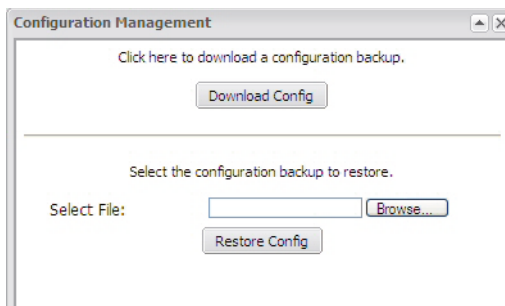 Configuration Management
Click here to download a configuration backup.
Download Config
Select the configuration backup to restore.
Select File: Browse...
Restore Config